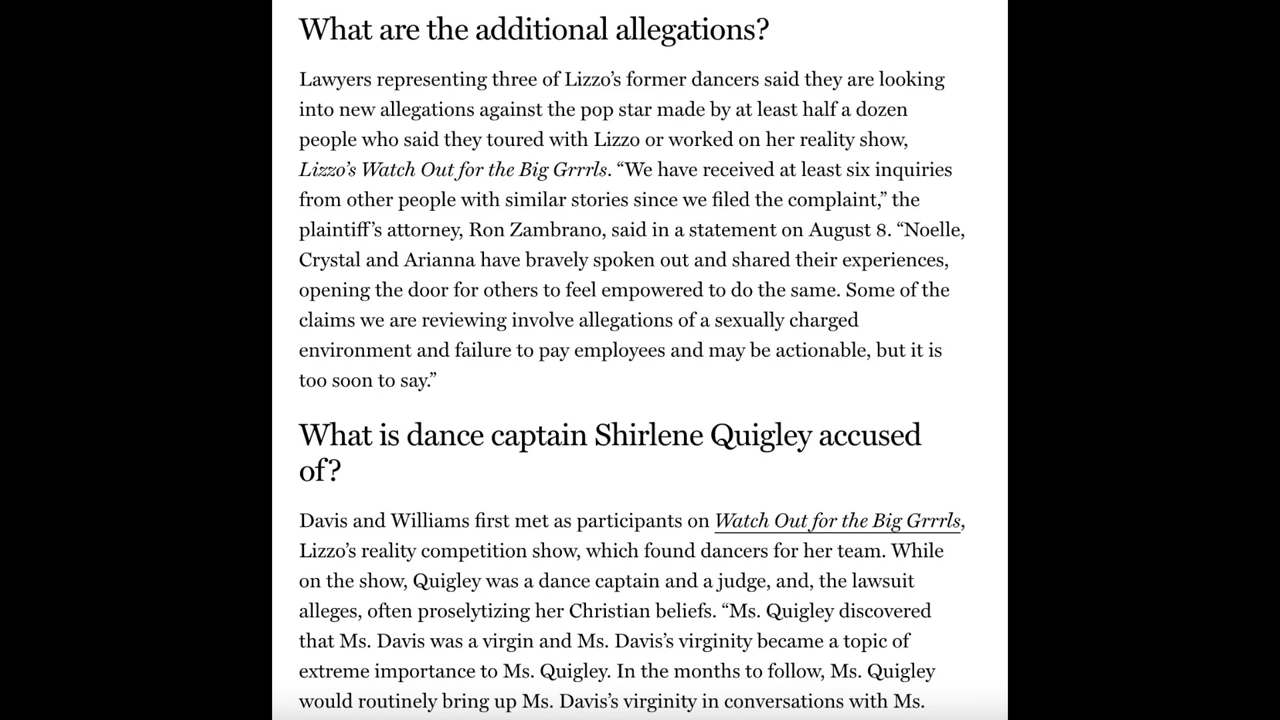 What are the additional allegations?
Lawyers representing three of Lizzo’s former dancers said they are looking
into new allegations against the pop star made by at least half a dozen
people who said they toured with Lizzo or worked on her reality show,
Lizzo’s Watch Out for the Big Grrrls. “We have received at least six inquiries
from other people with similar stories since we filed the complaint,” the
plaintiff’s attorney, Ron Zambrano, said in a statement on August 8. “Noelle,
Crystal and Arianna have bravely spoken out and shared their experiences,
opening the door for others to feel empowered to do the same. Some of the
claims we are reviewing involve allegations of a sexually charged
environment and failure to pay employees and may be actionable, but it is
too soon to say.”
What is dance captain Shirlene Quigley accused
of?
Davis and Williams first met as participants on Watch Out for the Big Grrrls,
Lizzo’s reality competition show, which found dancers for her team. While
on the show, Quigley was a dance captain and a judge, and, the lawsuit
alleges, often proselytizing her Christian beliefs. “Ms. Quigley discovered
that Ms. Davis was a virgin and Ms. Davis’s virginity became a topic of
extreme importance to Ms. Quigley. In the months to follow, Ms. Quigley
would routinely bring up Ms. Davis’s virginity in conversations with Ms.